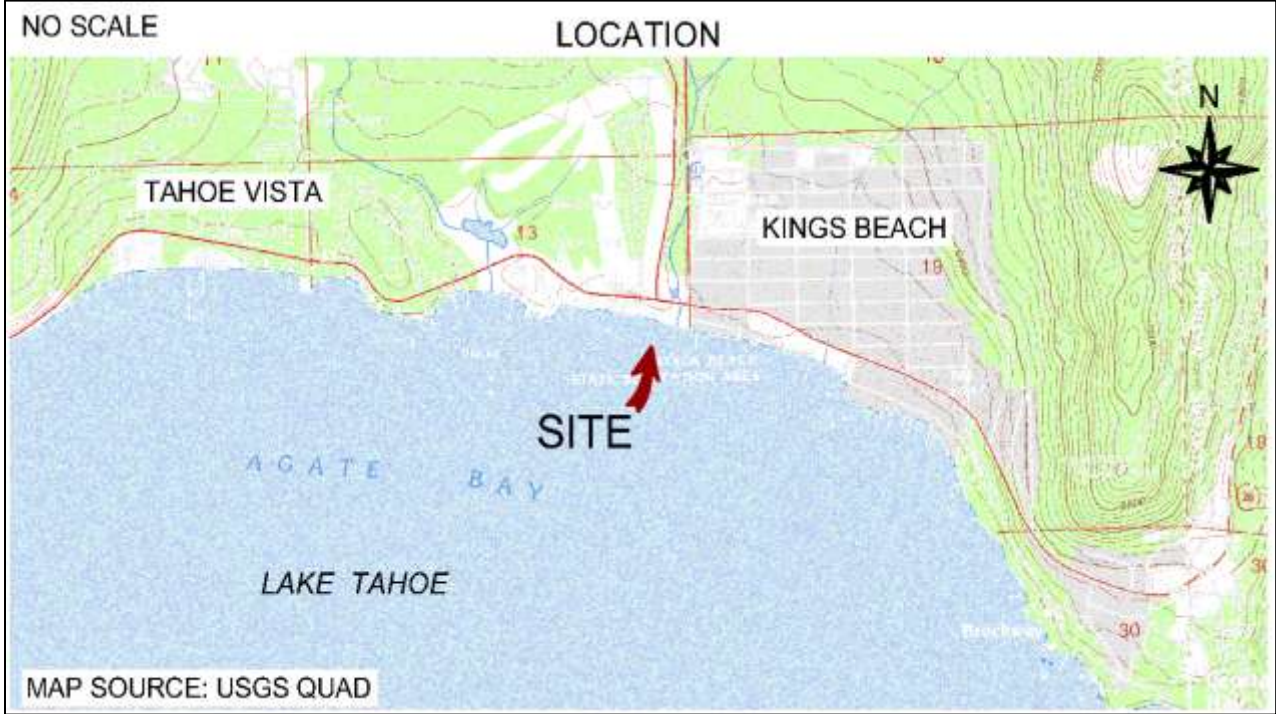 NO SCALE
LOCATION
N
TAHOE VISTA
KINGS BEACH
13
19
SITE
AGATE BAY
LAKE TAHOE
Brockway
30
MAP SOURCE: USGS QUAD